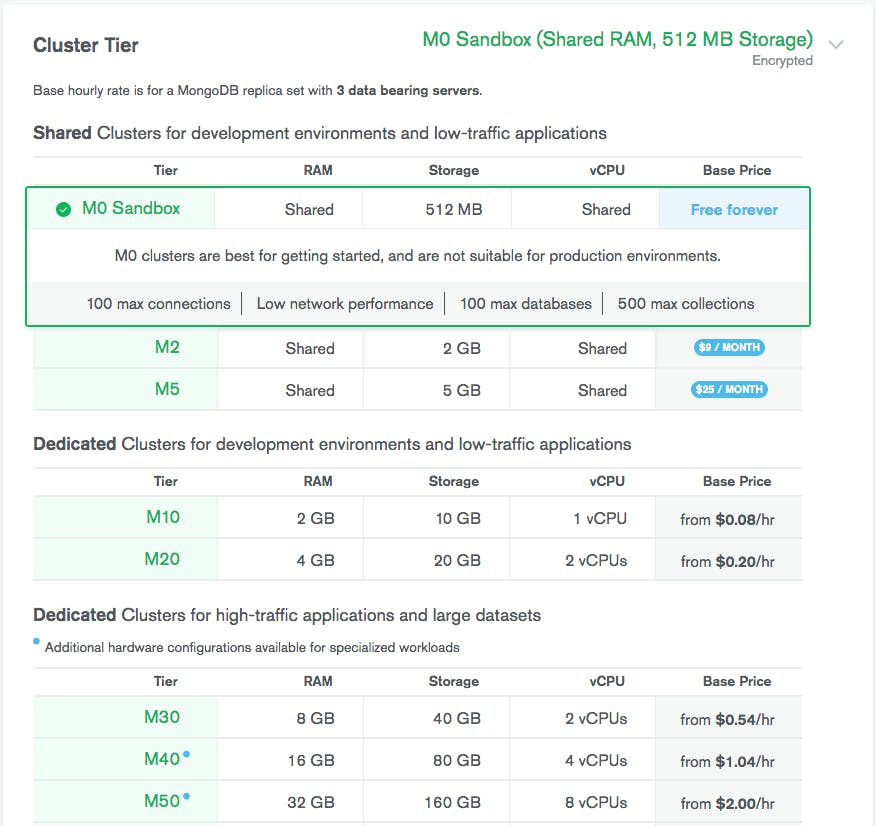 Cluster Tier
M0 Sandbox (Shared RAM, 512 MB Storage)
Encrypted
Base hourly rate is for a MongoDB replica set with 3 data bearing servers.
Shared Clusters for development environments and low-traffic applications
Tier RAM Storage vCPU Base Price
M0 Sandbox Shared 512 MB Shared Free forever
M0 clusters are best for getting started, and are not suitable for production environments.
100 max connections Low network performance 100 max databases 500 max collections
M2 Shared 2 GB Shared $9 / MONTH
M5 Shared 5 GB Shared $25 / MONTH
Dedicated Clusters for development environments and low-traffic applications
Tier RAM Storage vCPU Base Price
M10 2 GB 10 GB 1 vCPU from $0.08/hr
M20 4 GB 20 GB 2 vCPUs from $0.20/hr
Dedicated Clusters for high-traffic applications and large datasets
Additional hardware configurations available for specialized workloads
Tier RAM Storage vCPU Base Price
M30 8 GB 40 GB 2 vCPUs from $0.54/hr
M40 16 GB 80 GB 4 vCPUs from $1.04/hr
M50 32 GB 160 GB 8 vCPUs from $2.00/hr